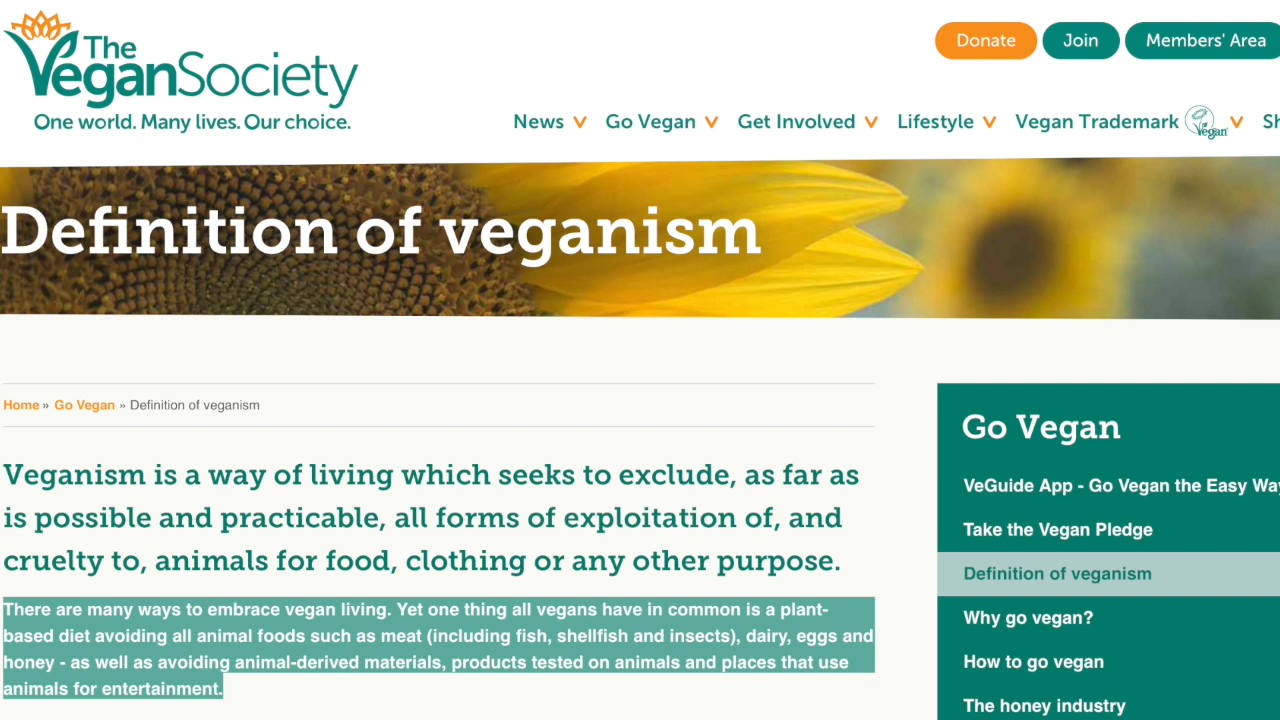 The
VeganSociety
One world. Many lives. Our choice.
Donate
Join
Members' Area
News
Go Vegan
Get Involved
Lifestyle
Vegan Trademark
Vegan
Sh
Definition of veganism
Home » Go Vegan » Definition of veganism
Veganism is a way of living which seeks to exclude, as far as
is possible and practicable, all forms of exploitation of, and
cruelty to, animals for food, clothing or any other purpose.
There are many ways to embrace vegan living. Yet one thing all vegans have in common is a plant-
based diet avoiding all animal foods such as meat (including fish, shellfish and insects), dairy, eggs and
honey - as well as avoiding animal-derived materials, products tested on animals and places that use
animals for entertainment.
Go Vegan
VeGuide App - Go Vegan the Easy Way
Take the Vegan Pledge
Definition of veganism
Why go vegan?
How to go vegan
The honey industry